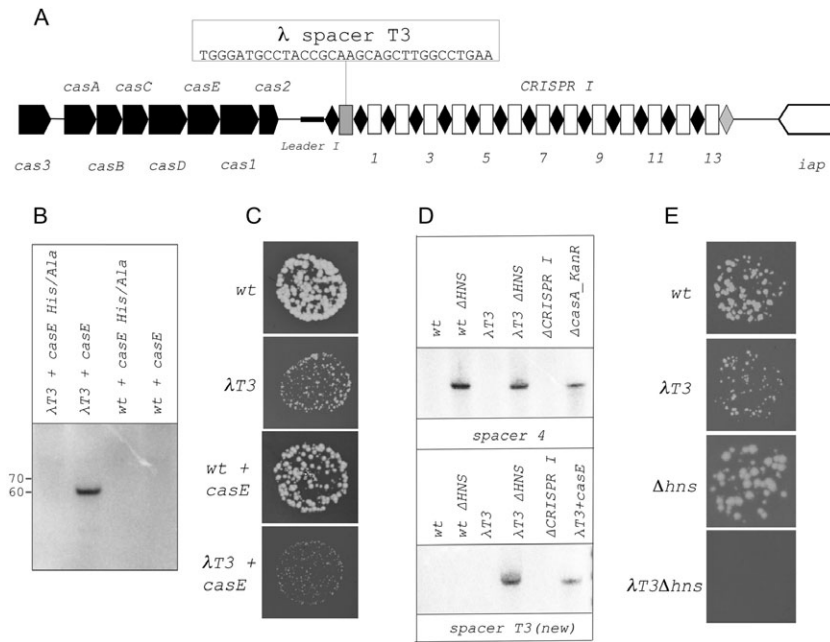 A
λ spacer T3
TGGGATGCCTACCGCAAGCAGCTTGGCCTGAA
casA casC casE cas2
CRISPR I
Leader I
cas3 casB casD cas1
1 3 5 7 9 11 13
iap
B
λT3 + casE His/Ala
λT3 + casE
wt + casE His/Ala
wt + casE
70
60
C
wt
λT3
wt +
casE
λT3 +
casE
D
wt
wt ΔHNS
λT3
λT3 ΔHNS
ΔCRISPR I
ΔcasA_KanR
spacer 4
wt
wt ΔHNS
λT3
λT3 ΔHNS
ΔCRISPR I
λT3+casE
spacer T3(new)
E
wt
λT3
Δhns
λT3Δhns